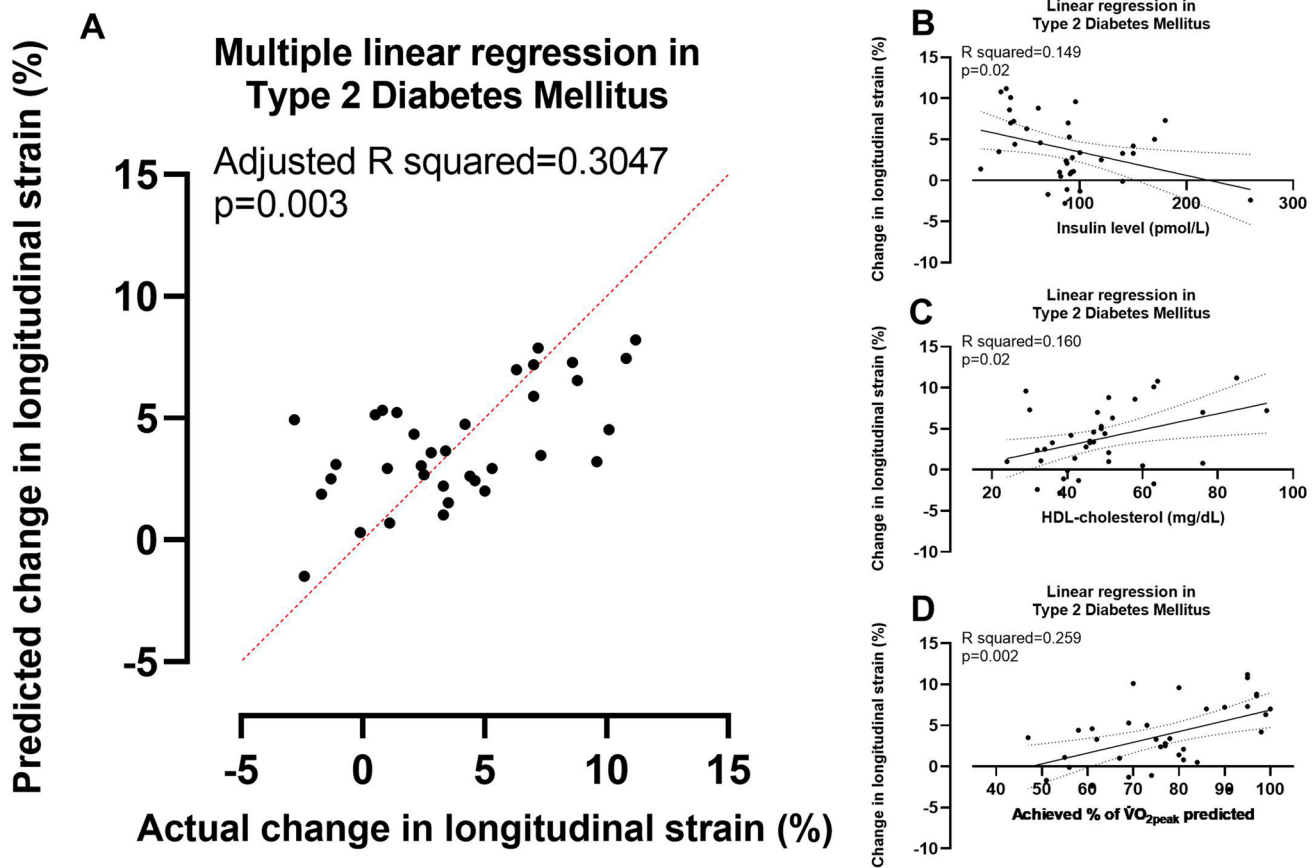 A
Multiple linear regression in
Type 2 Diabetes Mellitus
Adjusted R squared=0.3047
p=0.003
Predicted change in longitudinal strain (%)
15
10
5
0
-5
-5
0
5
10
15
Actual change in longitudinal strain (%)
B
Linear regression in
Type 2 Diabetes Mellitus
R squared=0.149
p=0.02
Change in longitudinal strain (%)
15
10
5
0
-5
-10
100
200
300
Insulin level (pmol/L)
C
Linear regression in
Type 2 Diabetes Mellitus
R squared=0.160
p=0.02
Change in longitudinal strain (%)
15
10
5
0
-5
-10
20
40
60
80
100
HDL-cholesterol (mg/dL)
D
Linear regression in
Type 2 Diabetes Mellitus
R squared=0.259
p=0.002
Change in longitudinal strain (%)
15
10
5
0
-5
-10
40
50
60
70
80
90
100
Achieved % of V̇O2peak predicted